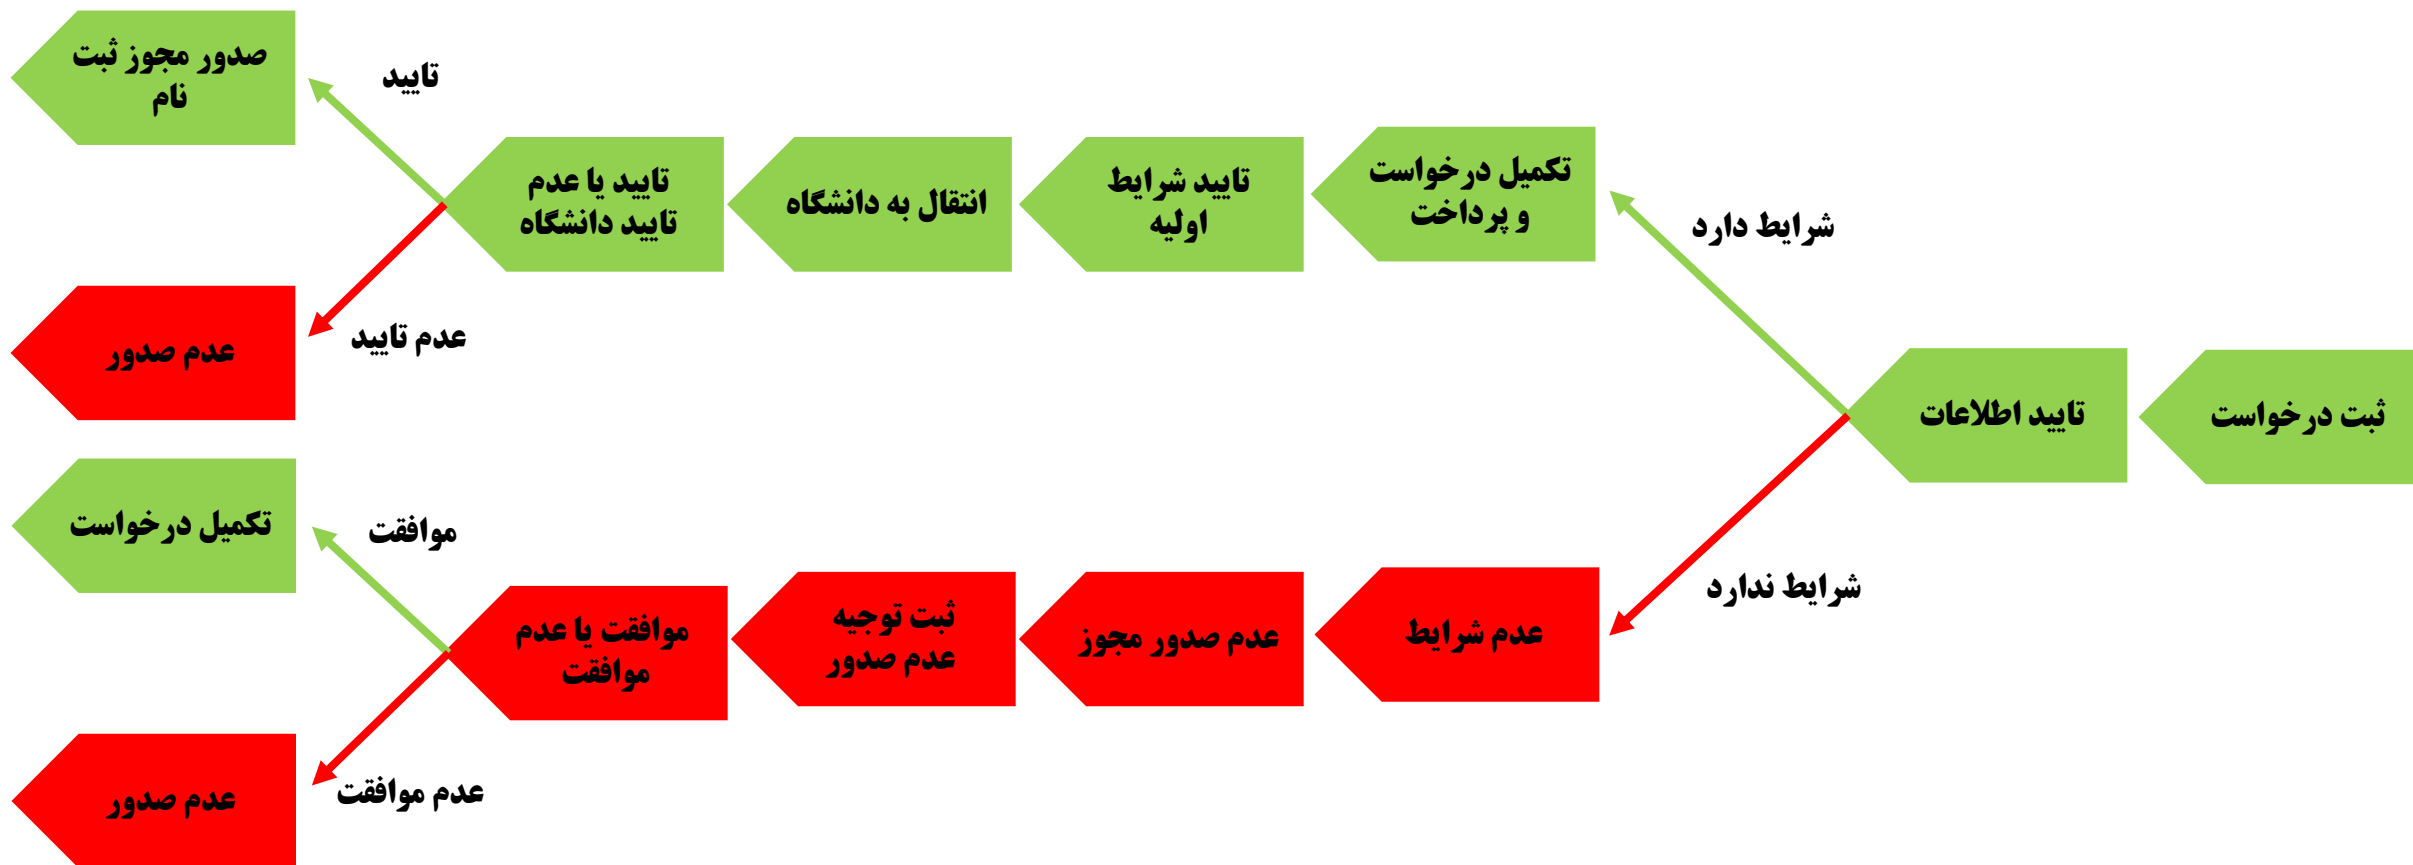 ثبت درخواست
تایید اطلاعات
شرایط دارد
تکمیل درخواست
و پرداخت
تایید شرایط
اولیه
انتقال به دانشگاه
تایید یا عدم
تایید دانشگاه
تایید
صدور مجوز ثبت
نام
عدم تایید
عدم صدور
شرایط ندارد
عدم شرایط
عدم صدور مجوز
ثبت توجیه
عدم صدور
موافقت یا عدم
موافقت
موافقت
تکمیل درخواست
عدم موافقت
عدم صدور